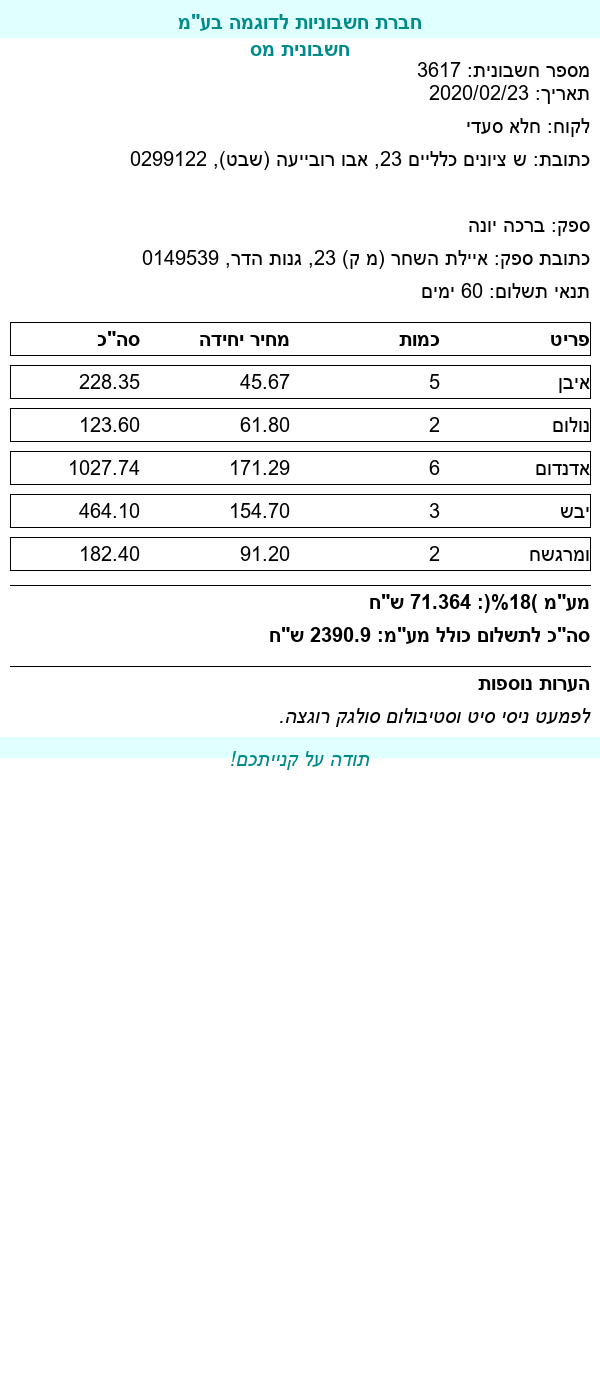 חברת חשבוניות לדוגמה בע"מ
חשבונית מס
מספר חשבונית: 3617
תאריך: 2020/02/23
לקוח: חלא סעדי
כתובת: ש ציונים כלליים 23, אבו רובייעה (שבט), 0299122
ספק: ברכה יונה
כתובת ספק: איילת השחר (מ ק) 23, גנות הדר, 0149539
תנאי תשלום: 60 ימים
פריט כמות מחיר יחידה סה"כ
איבן 5 45.67 228.35
נולום 2 61.80 123.60
אדנדום 6 171.29 1027.74
יבש 3 154.70 464.10
ומרגשח 2 91.20 182.40
מע"מ )18%(: 71.364 ש"ח
סה"כ לתשלום כולל מע"מ: 2390.9 ש"ח
הערות נוספות
לפמעט ניסי סיט וסטיבולום סולגק רוגצה.
תודה על קנייתכם!